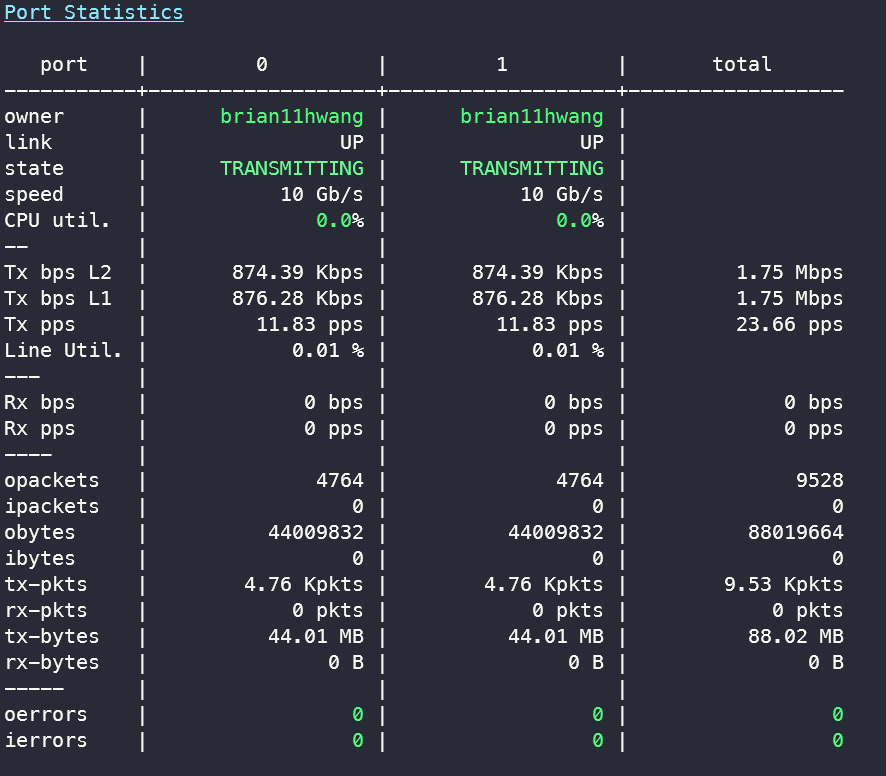 Port Statistics
port | 0 | 1 | total
-----------+-------------------+-------------------+------------------
owner | brian11hwang | brian11hwang |
link | UP | UP |
state | TRANSMITTING | TRANSMITTING |
speed | 10 Gb/s | 10 Gb/s |
CPU util. | 0.0% | 0.0% |
-- | | |
Tx bps L2 | 874.39 Kbps | 874.39 Kbps | 1.75 Mbps
Tx bps L1 | 876.28 Kbps | 876.28 Kbps | 1.75 Mbps
Tx pps | 11.83 pps | 11.83 pps | 23.66 pps
Line Util. | 0.01 % | 0.01 % |
--- | | |
Rx bps | 0 bps | 0 bps | 0 bps
Rx pps | 0 pps | 0 pps | 0 pps
---- | | |
opackets | 4764 | 4764 | 9528
ipackets | 0 | 0 | 0
obytes | 44009832 | 44009832 | 88019664
ibytes | 0 | 0 | 0
tx-pkts | 4.76 Kpkts | 4.76 Kpkts | 9.53 Kpkts
rx-pkts | 0 pkts | 0 pkts | 0 pkts
tx-bytes | 44.01 MB | 44.01 MB | 88.02 MB
rx-bytes | 0 B | 0 B | 0 B
----- | | |
oerrors | 0 | 0 | 0
ierrors | 0 | 0 | 0